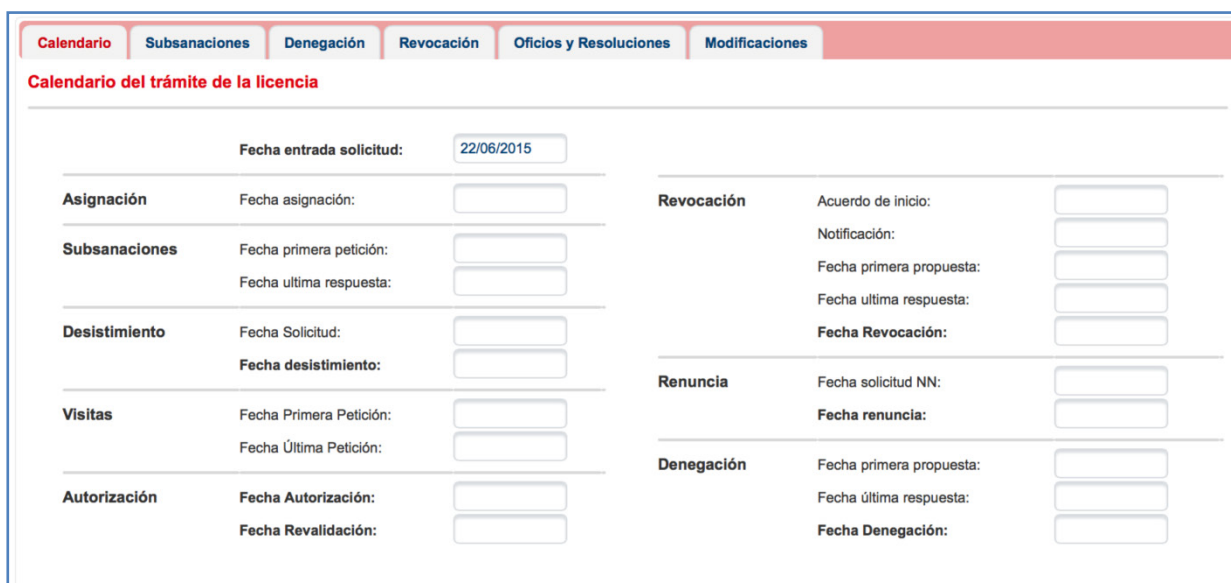 Calendario Subsanaciones Denegación Revocación Oficios y Resoluciones Modificaciones
Calendario del trámite de la licencia
Fecha entrada solicitud: 22/06/2015
Asignación Fecha asignación:
Subsanaciones Fecha primera petición:
Fecha ultima respuesta:
Desistimiento Fecha Solicitud:
Fecha desistimiento:
Visitas Fecha Primera Petición:
Fecha Última Petición:
Autorización Fecha Autorización:
Fecha Revalidación:
Revocación Acuerdo de inicio:
Notificación:
Fecha primera propuesta:
Fecha ultima respuesta:
Fecha Revocación:
Renuncia Fecha solicitud NN:
Fecha renuncia:
Denegación Fecha primera propuesta:
Fecha última respuesta:
Fecha Denegación: